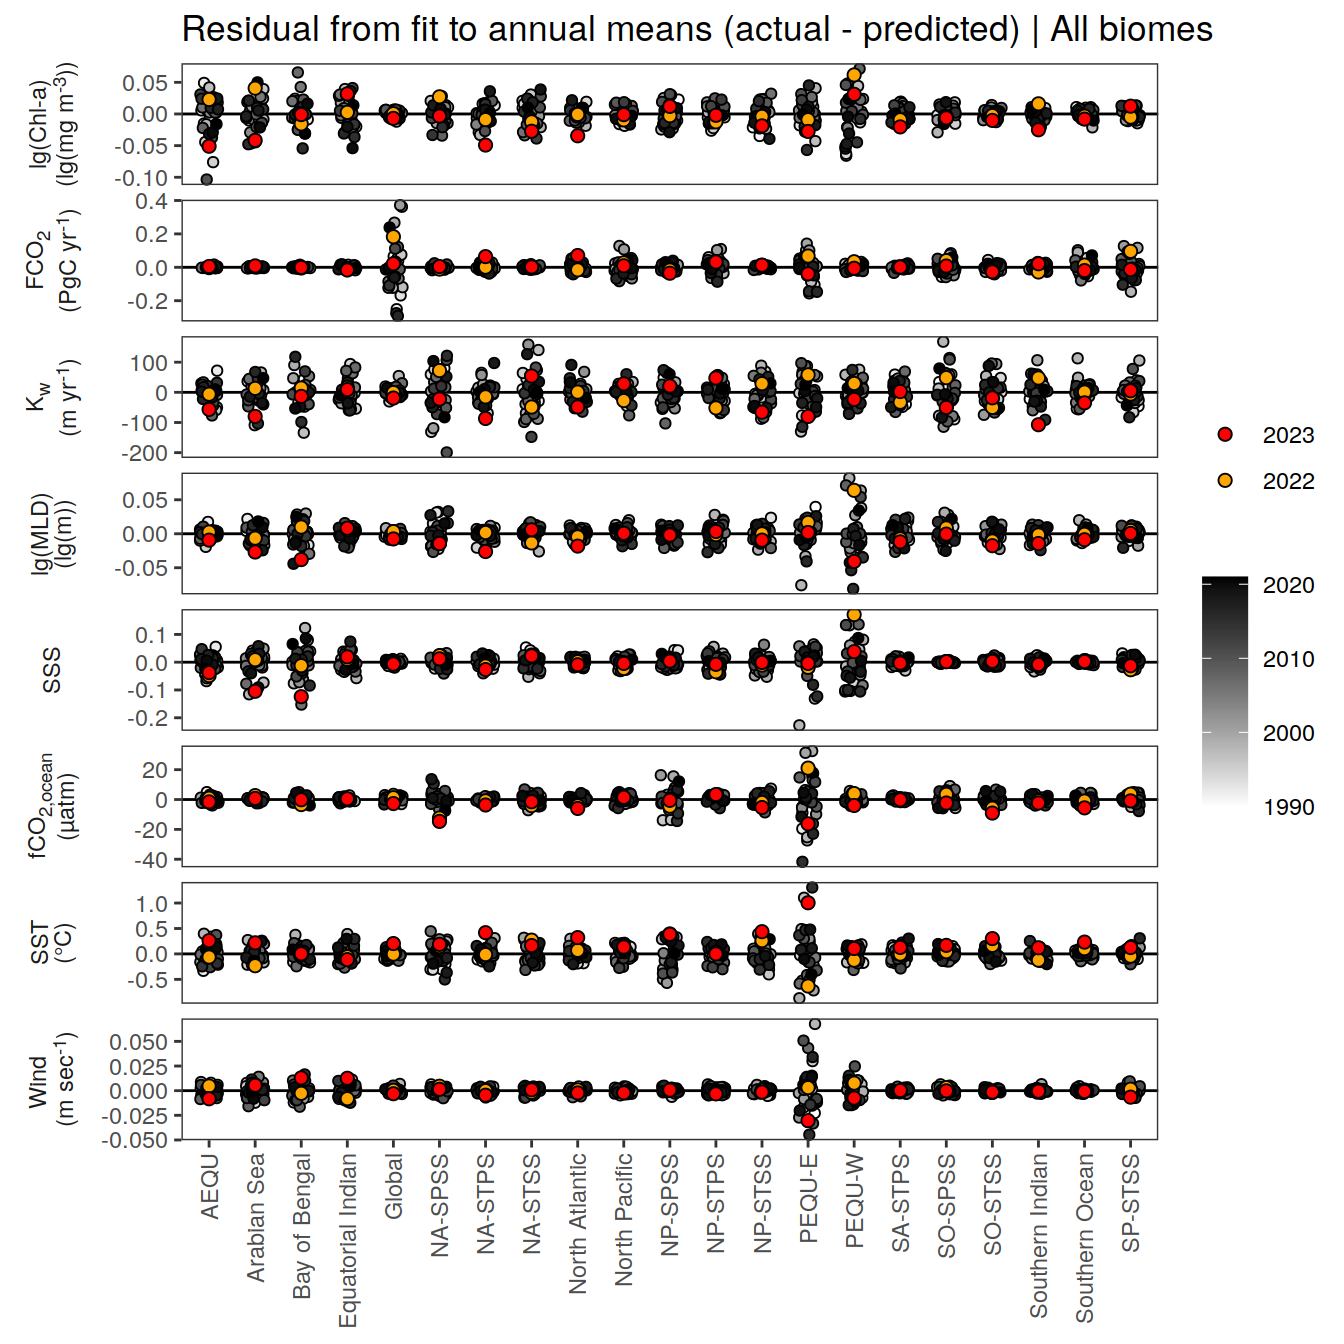 Residual from fit to annual means (actual - predicted) | All biomes
lg(Chl-a)
(lg(mg m⁻³))
0.05
0.00
-0.05
-0.10
FCO₂
(PgC yr⁻¹)
0.4
0.2
0.0
-0.2
Kw
(m yr⁻¹)
100
0
-100
-200
lg(MLD)
(lg(m))
0.05
0.00
-0.05
SSS
0.1
0.0
-0.1
-0.2
fCO2,ocean
(µatm)
20
0
-20
-40
SST
(°C)
1.0
0.5
0.0
-0.5
Wind
(m sec⁻¹)
0.050
0.025
0.000
-0.025
-0.050
AEQU
Arabian Sea
Bay of Bengal
Equatorial Indian
Global
NA-SPSS
NA-STPS
NA-STSS
North Atlantic
North Pacific
NP-SPSS
NP-STPS
NP-STSS
PEQU-E
PEQU-W
SA-STPS
SO-SPSS
SO-STSS
Southern Indian
Southern Ocean
SP-STSS
2023
2022
2020
2010
2000
1990